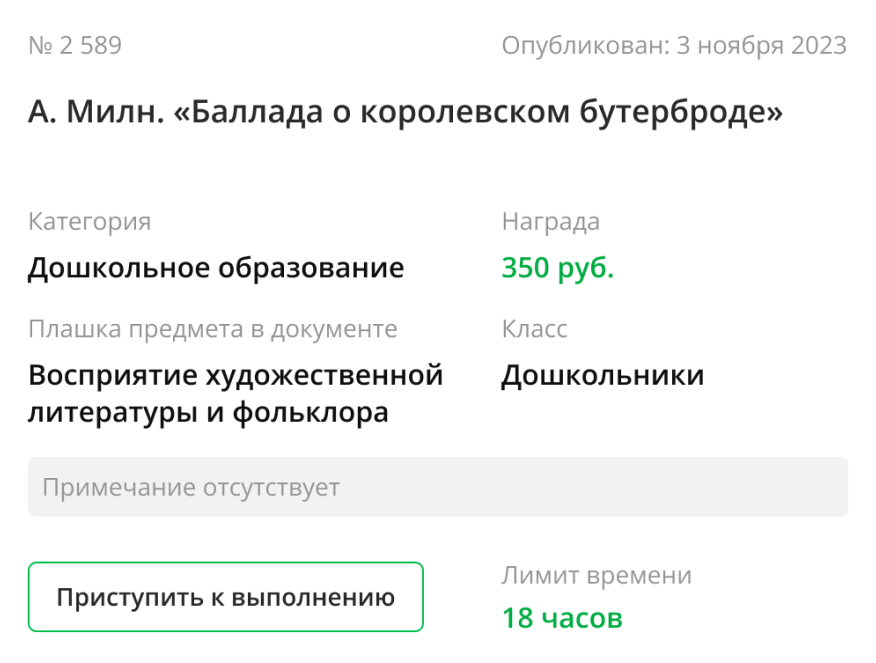 № 2 589
Опубликован: 3 ноября 2023
А. Милн. «Баллада о королевском бутерброде»
Категория
Награда
Дошкольное образование
350 руб.
Плашка предмета в документе
Класс
Восприятие художественной
литературы и фольклора
Дошкольники
Примечание отсутствует
Приступить к выполнению
Лимит времени
18 часов